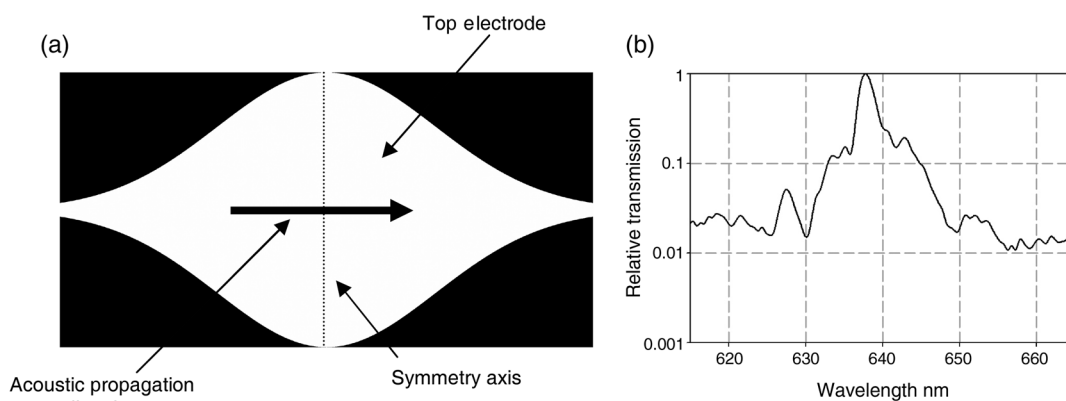 (a)
Top electrode
Acoustic propagation
Symmetry axis
(b)
Relative transmission
1
0.1
0.01
0.001
620
630
640
650
660
Wavelength nm